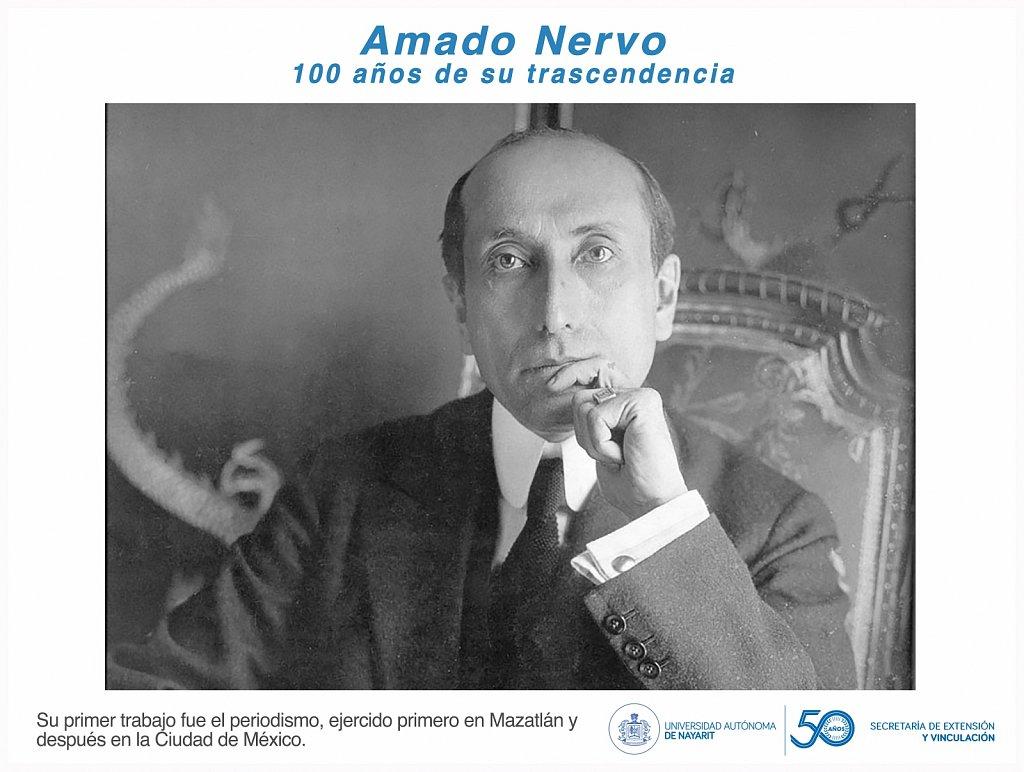 Amado Nervo
100 años de su trascendencia
Su primer trabajo fue el periodismo, ejercido primero en Mazatlán y
después en la Ciudad de México.
UNIVERSIDAD AUTÓNOMA
DE NAYARIT
50
AÑOS
SECRETARÍA DE EXTENSIÓN
Y VINCULACIÓN